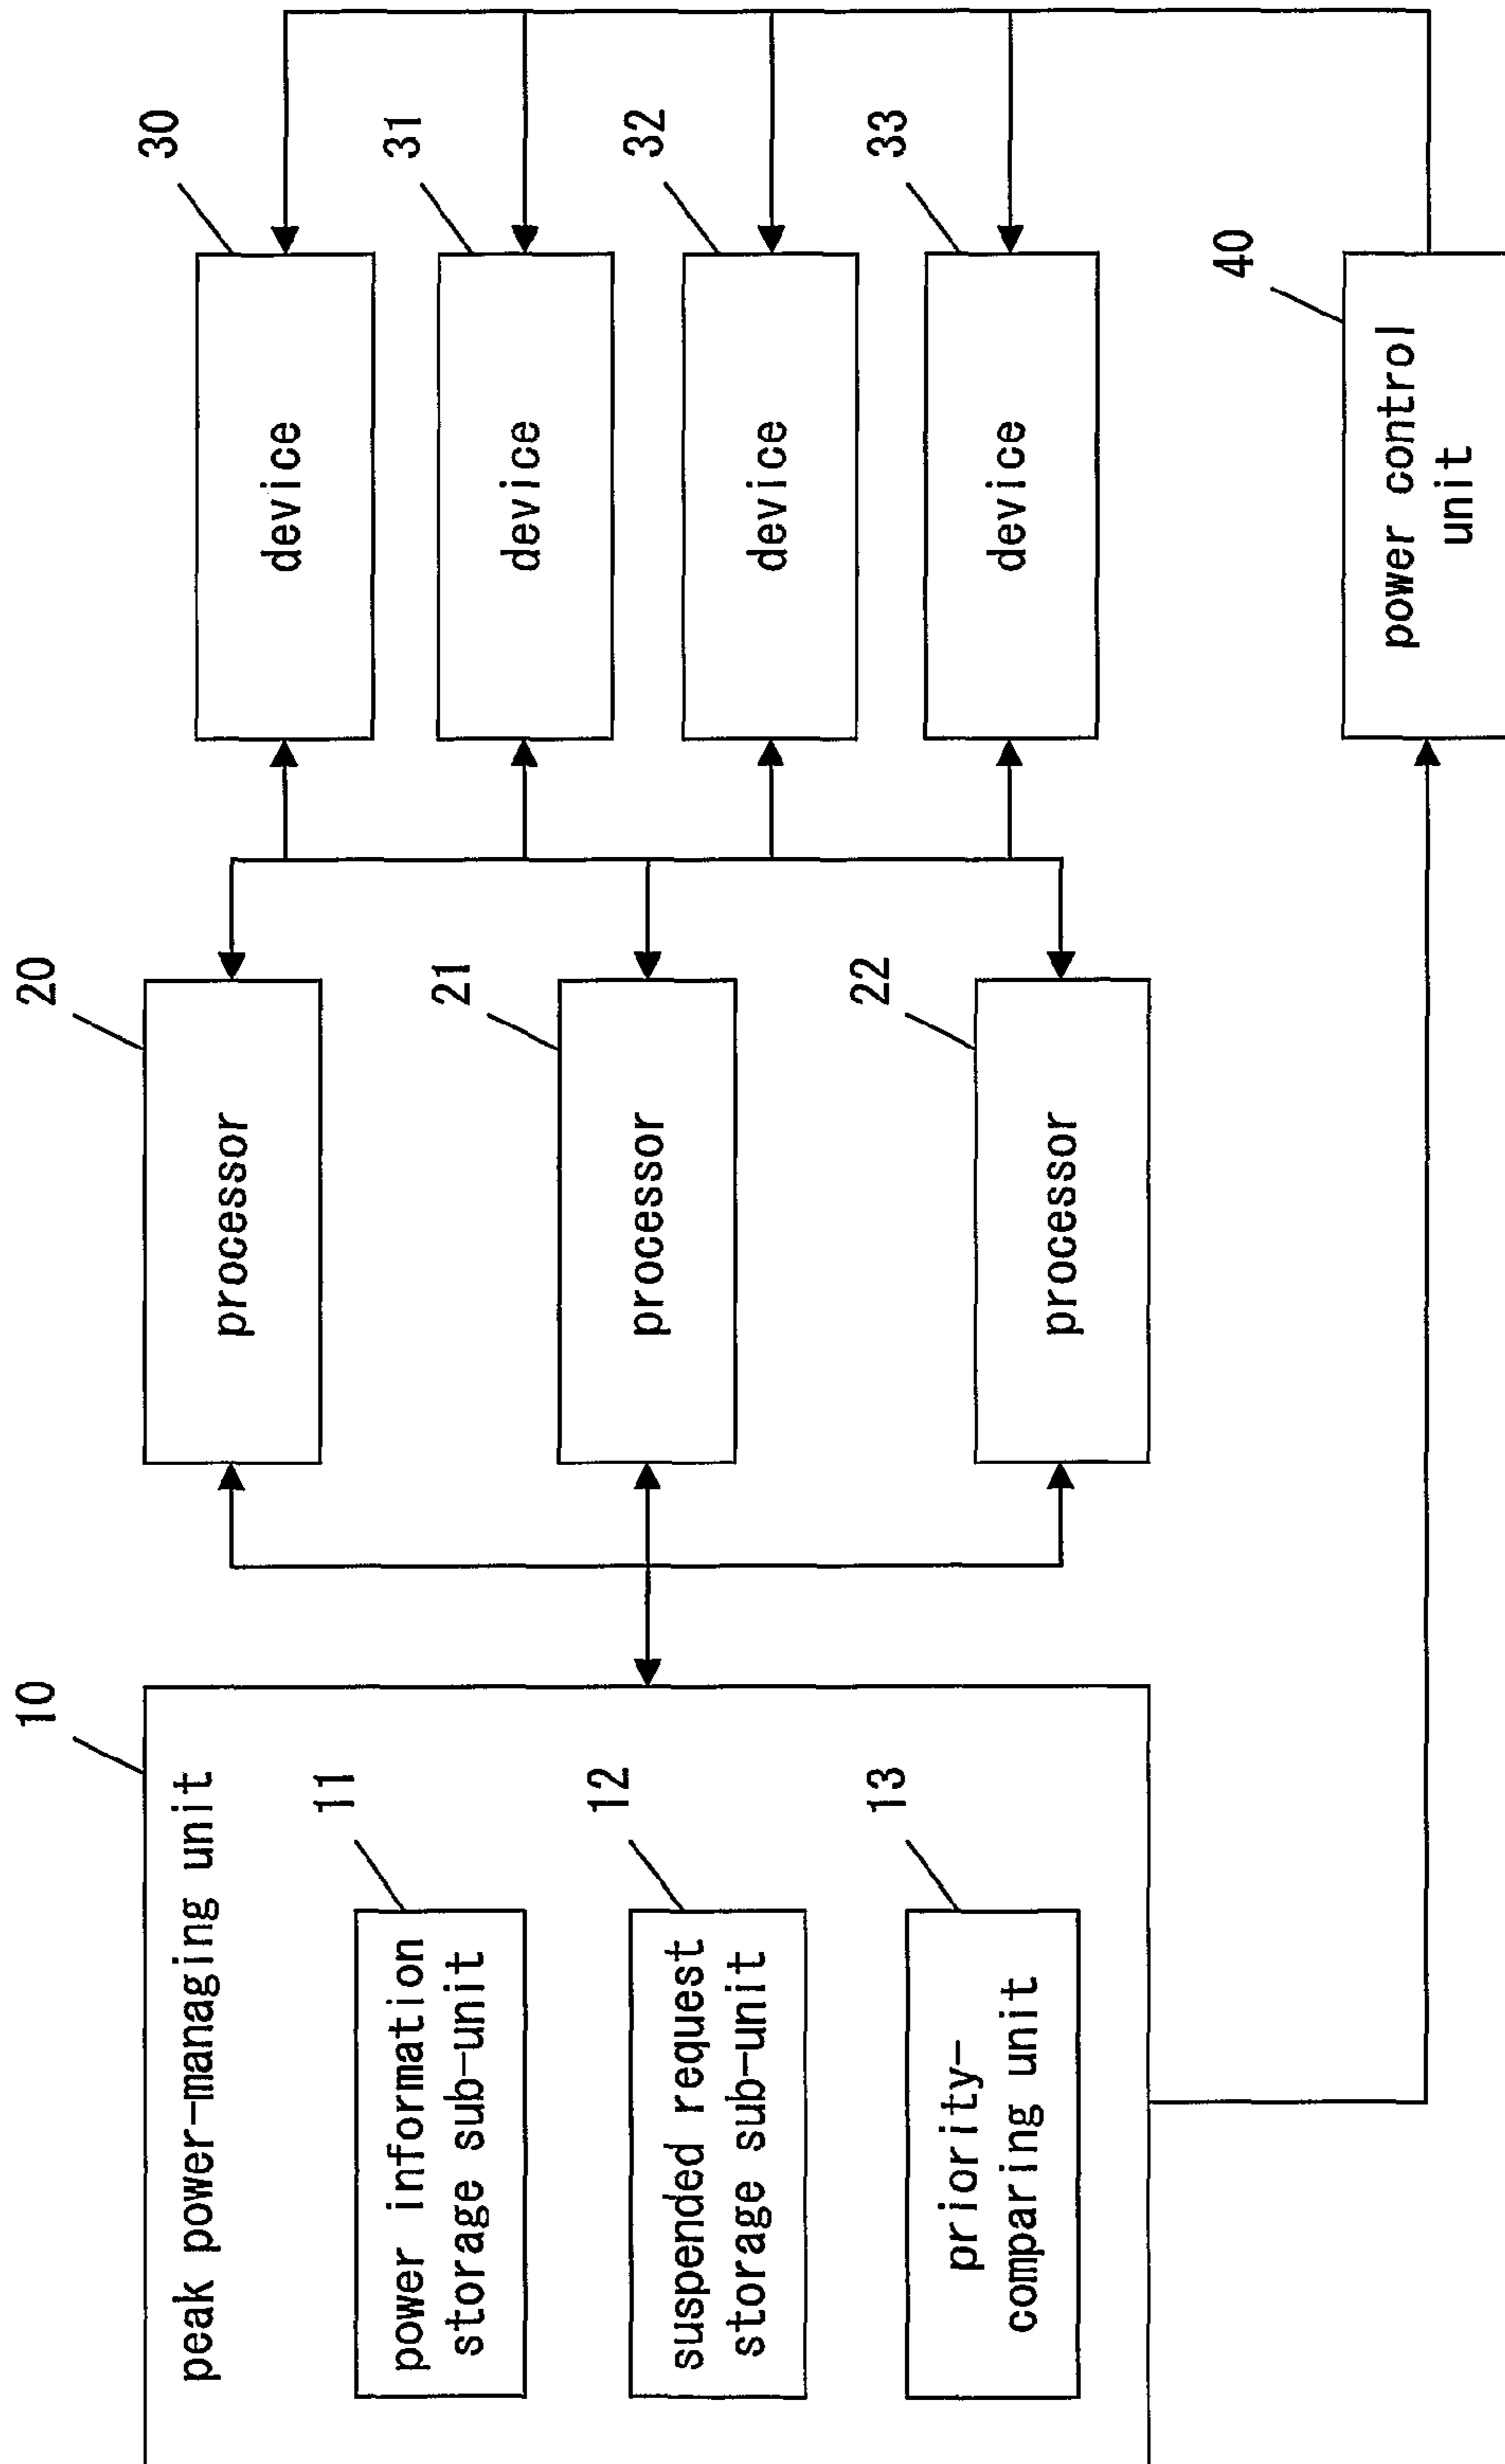 10
peak power-managing unit
11
power information
storage sub-unit
12
suspended request
storage sub-unit
13
priority-
comparing unit
20
processor
21
processor
22
processor
30
device
31
device
32
device
33
device
40
power control
unit